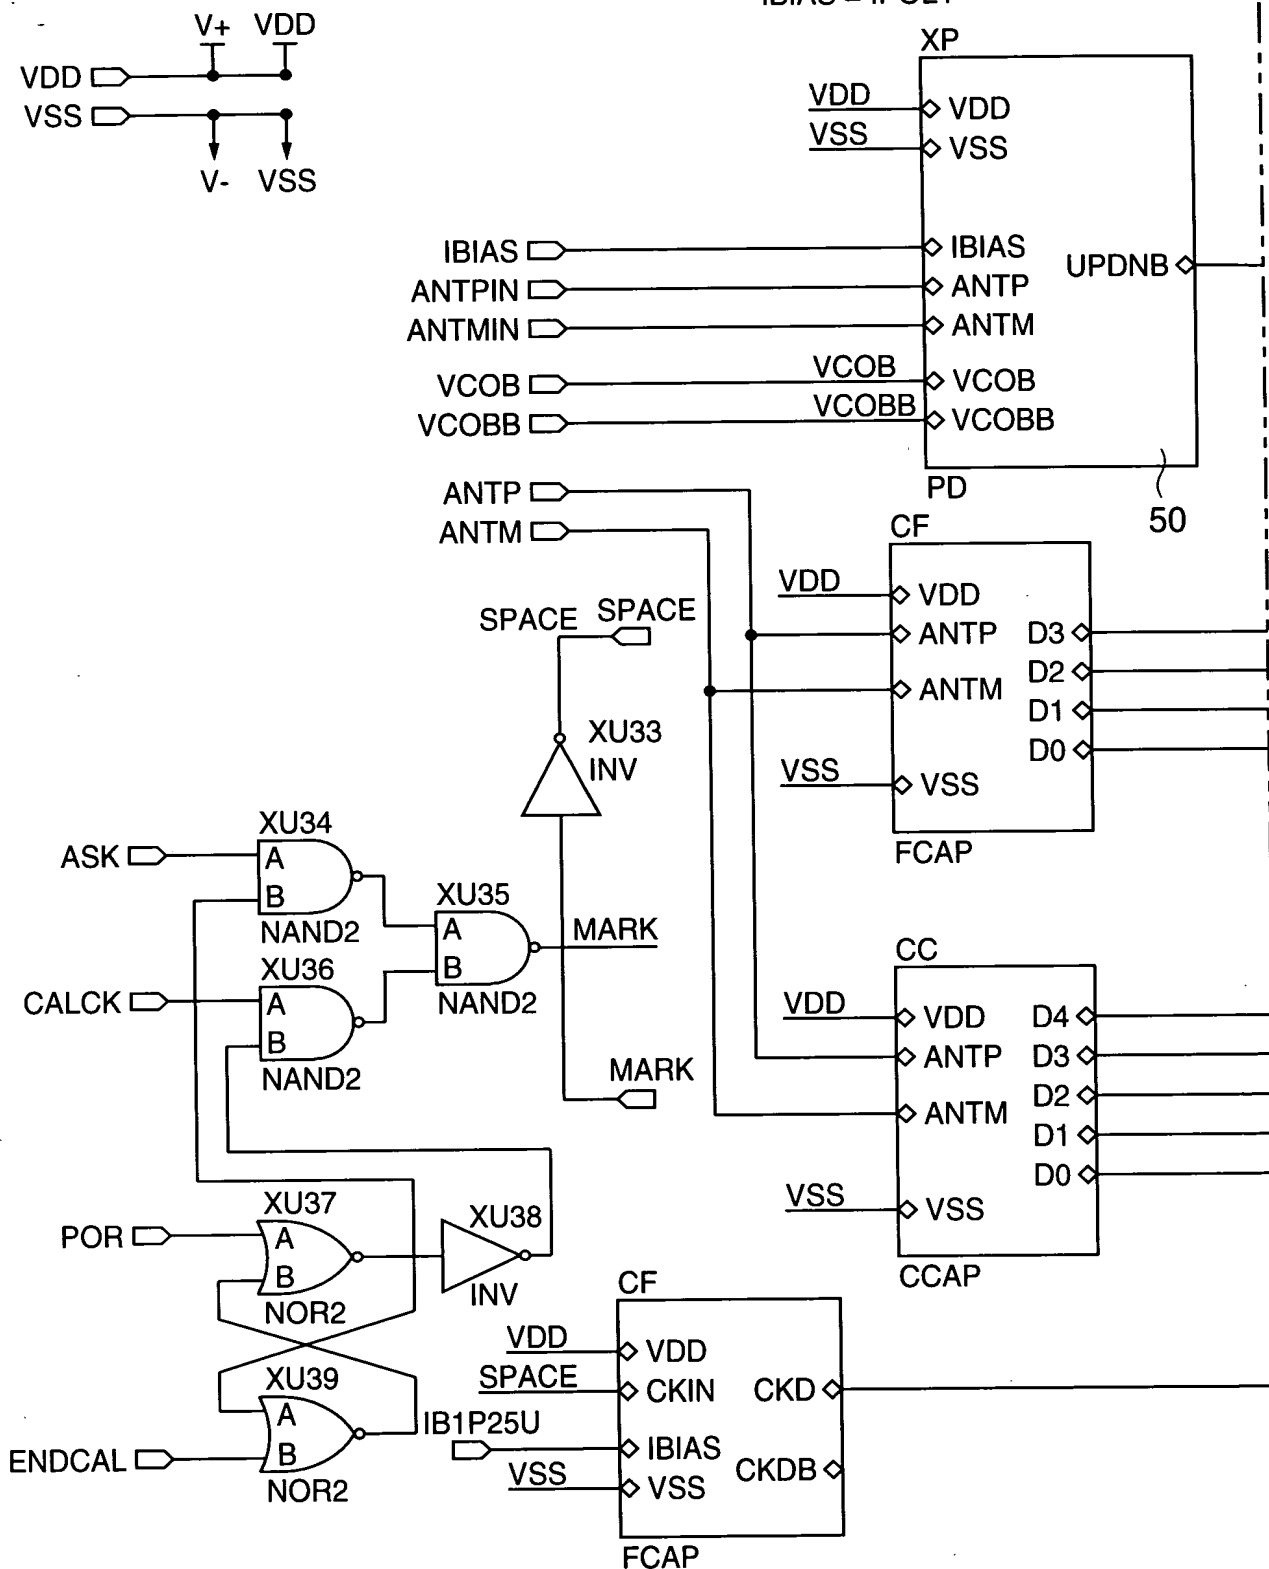 V+ VDD
VDD
VSS
V- VSS
XP
VDD VDD
VSS VSS
IBIAS IBIAS
UPDNB
ANTPIN ANTP
ANTMIN ANTM
VCOB VCOB VCOB
VCOBB VCOBB VCOBB
PD
50
ANTP
ANTM
CF
VDD VDD
ANTP D3
D2
ANTM
D1
D0
VSS VSS
FCAP
SPACE SPACE
XU33
INV
XU34
ASK A
B
NAND2
XU35
A
B
NAND2
MARK
XU36
CALCK A
B
NAND2
MARK
CC
VDD VDD D4
ANTP D3
D2
ANTM
D1
D0
VSS VSS
CCAP
XU37
POR A
B
NOR2
XU38
INV
XU39
A
ENDCAL B
NOR2
CF
VDD VDD
SPACE CKIN CKD
IB1P25U
IBIAS
CKDB
VSS VSS
FCAP